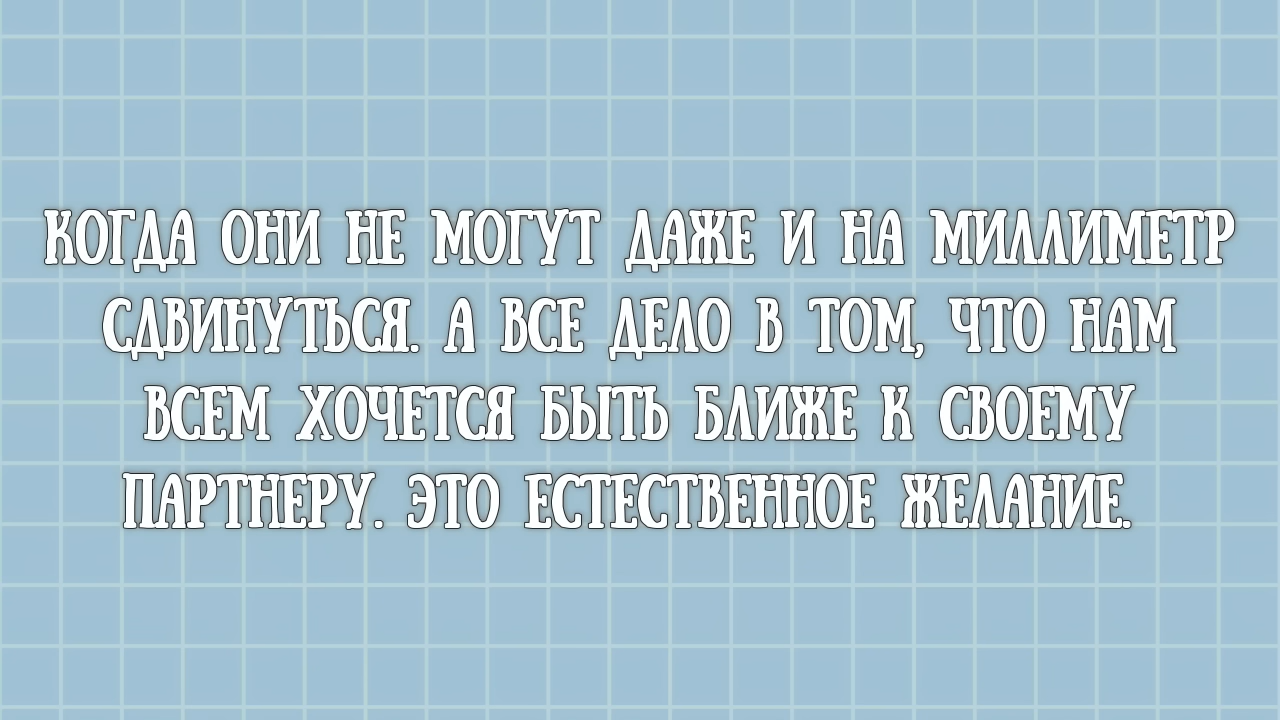 КОГДА ОНИ НЕ МОГУТ ДАЖЕ И НА МИЛЛИМЕТР
СДВИНУТЬСЯ. А ВСЕ ДЕЛО В ТОМ, ЧТО НАМ
ВСЕМ ХОЧЕТСЯ БЫТЬ БЛИЖЕ К СВОЕМУ
ПАРТНЕРУ. ЭТО ЕСТЕСТВЕННОЕ ЖЕЛАНИЕ.